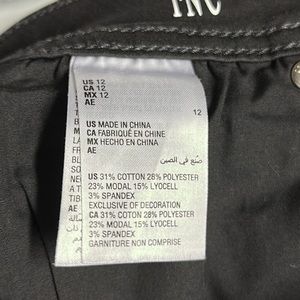 INC
US 12
CA 12
MX 12
AE
12
US MADE IN CHINA
CA FABRIQUÉ EN CHINE
MX HECHO EN CHINA
AE
صنع في الصين
US 31% COTTON 28% POLYESTER
23% MODAL 15% LYOCELL
3% SPANDEX
EXCLUSIVE OF DECORATION
CA 31% COTON 28% POLYESTER
23% MODAL 15% LYOCELL
3% SPANDEX
GARNITURE NON COMPRISE